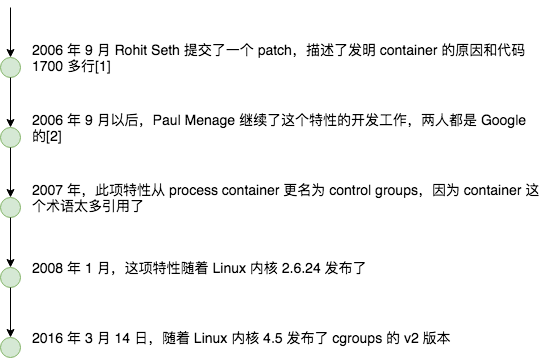 2006 年 9 月 Rohit Seth 提交了一个 patch，描述了发明 container 的原因和代码
1700 多行[1]
2006 年 9 月以后，Paul Menage 继续了这个特性的开发工作，两人都是 Google
的[2]
2007 年，此项特性从 process container 更名为 control groups，因为 container 这
个术语太多引用了
2008 年 1 月，这项特性随着 Linux 内核 2.6.24 发布了
2016 年 3 月 14 日，随着 Linux 内核 4.5 发布了 cgroups 的 v2 版本